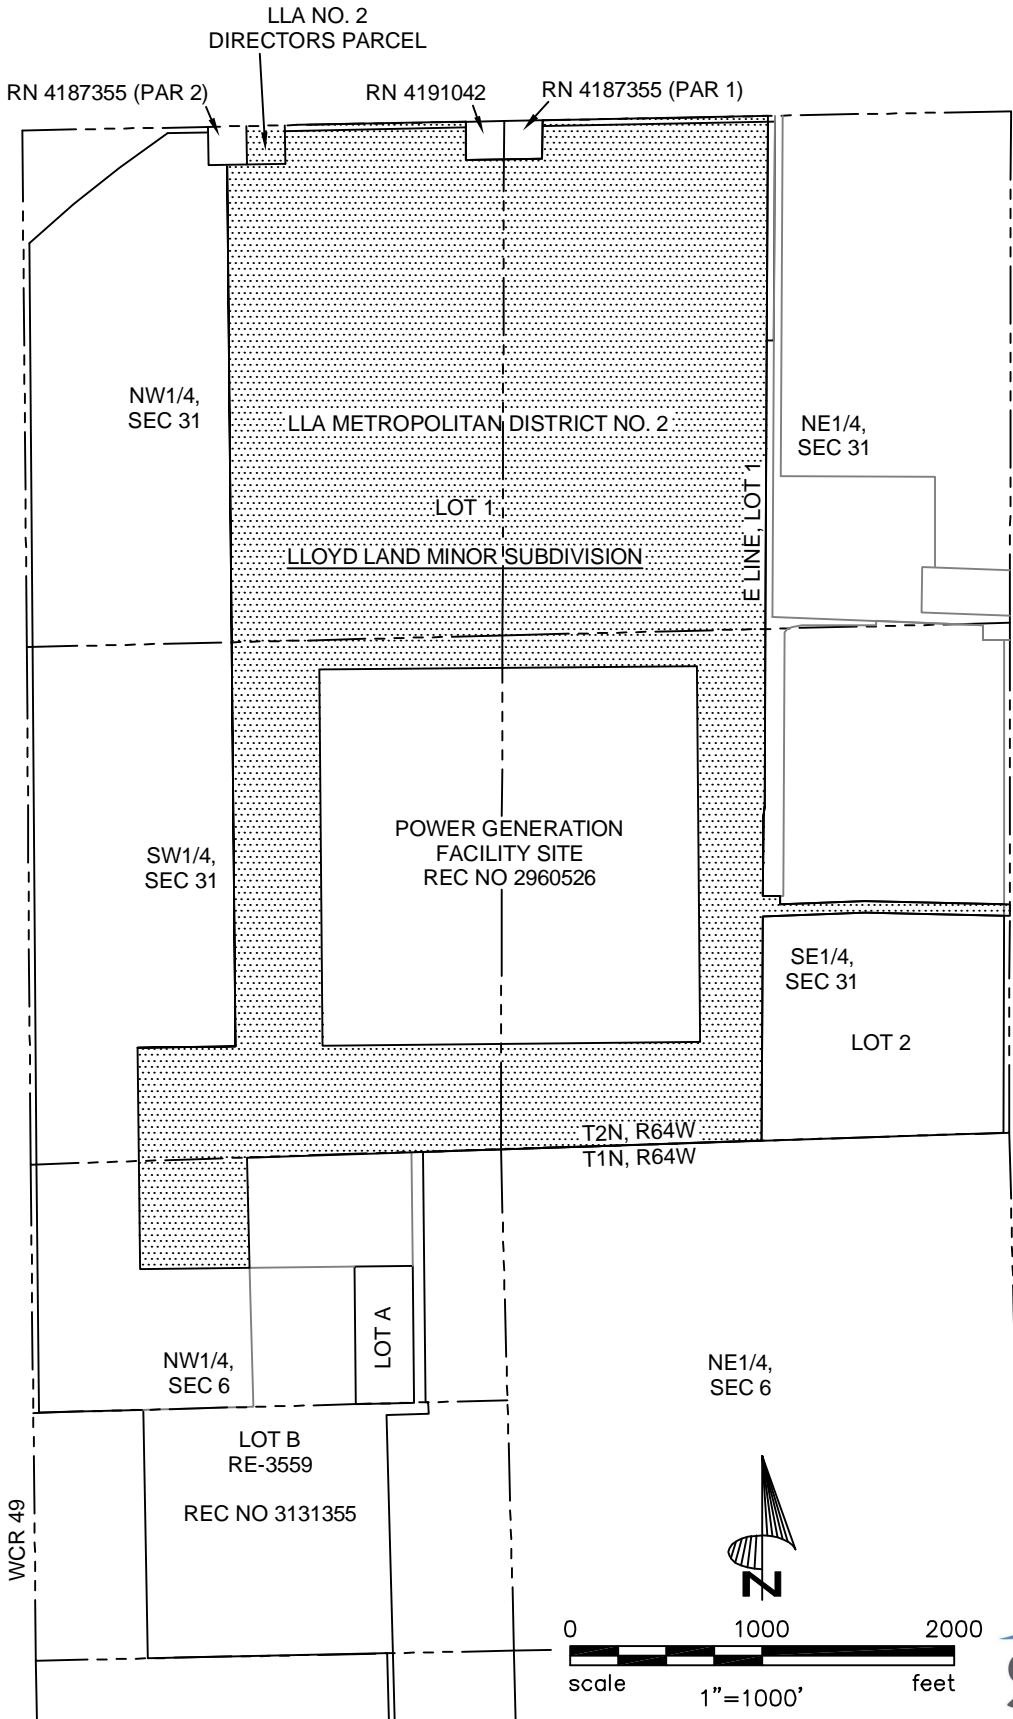 LLA NO. 2
DIRECTORS PARCEL
RN 4187355 (PAR 2)
RN 4191042
RN 4187355 (PAR 1)
NW1/4,
SEC 31
LLA METROPOLITAN DISTRICT NO. 2
NE1/4,
SEC 31
LOT 1
LLOYD LAND MINOR SUBDIVISION
E LINE, LOT 1
POWER GENERATION
FACILITY SITE
REC NO 2960526
SW1/4,
SEC 31
SE1/4,
SEC 31
LOT 2
T2N, R64W
T1N, R64W
LOT A
NW1/4,
SEC 6
NE1/4,
SEC 6
LOT B
RE-3559
REC NO 3131355
WCR 49
N
0 1000 2000
scale feet
1"=1000'